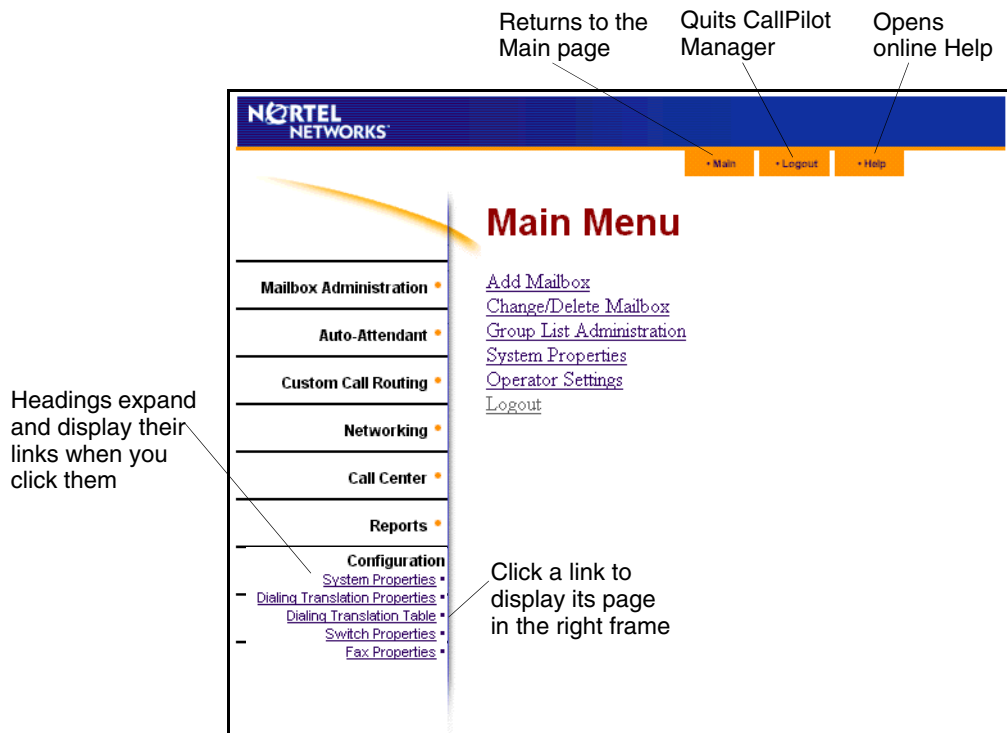 Returns to the
Main page
Quits CallPilot
Manager
Opens
online Help
NORTEL
NETWORKS
• Main
• Logout
• Help
Main Menu
Add Mailbox
Change/Delete Mailbox
Group List Administration
System Properties
Operator Settings
Logout
Mailbox Administration •
Auto-Attendant •
Custom Call Routing •
Networking •
Call Center •
Reports •
Configuration
System Properties ▪
Dialing Translation Properties ▪
Dialing Translation Table ▪
Switch Properties ▪
Fax Properties ▪
Headings expand
and display their
links when you
click them
Click a link to
display its page
in the right frame